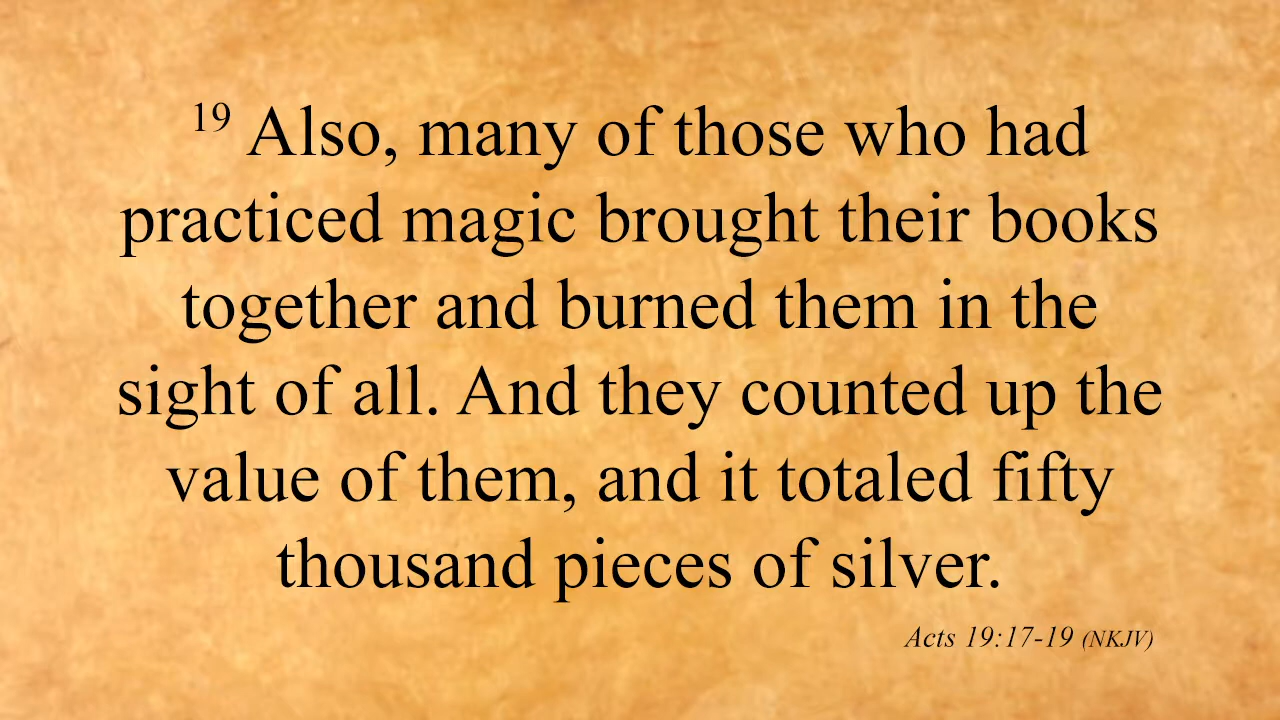 19 Also, many of those who had
practiced magic brought their books
together and burned them in the
sight of all. And they counted up the
value of them, and it totaled fifty
thousand pieces of silver.
Acts 19:17-19 (NKJV)